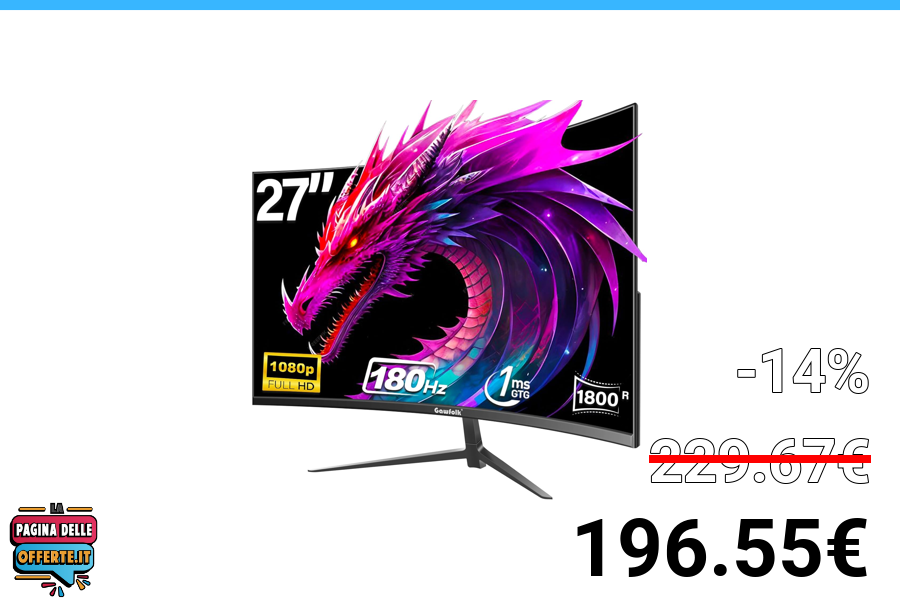 27"
1080p
FULL HD
180Hz
1ms
GTG
1800R
Gawfolk
-14%
229.67€
196.55€
LA
PAGINA DELLE
OFFERTE.IT